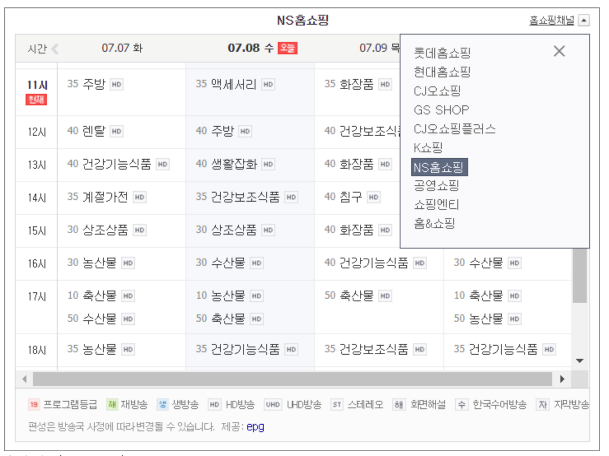 NS홈쇼핑 홈쇼핑채널
시간 07.07 화 07.08 수 오늘 07.09 목
롯데홈쇼핑
현대홈쇼핑
CJ오쇼핑
GS SHOP
CJ오쇼핑플러스
K쇼핑
NS홈쇼핑
공영쇼핑
쇼핑엔티
홈&쇼핑
11시 35 주방 HD 35 액세서리 HD 35 화장품 HD
현재
12시 40 렌탈 HD 40 주방 HD 40 건강보조식
13시 40 건강기능식품 HD 40 생활잡화 HD 40 화장품 HD
14시 35 계절가전 HD 35 건강보조식품 HD 40 침구 HD
15시 30 상조상품 HD 30 상조상품 HD 40 화장품 HD
16시 30 농산물 HD 30 수산물 HD 40 건강기능식품 HD 30 수산물 HD
17시 10 축산물 HD 10 농산물 HD 50 축산물 HD 10 축산물 HD
50 수산물 HD 50 축산물 HD 50 농산물 HD
18시 35 농산물 HD 35 건강기능식품 HD 35 건강보조식품 HD 35 건강기능식품 HD
19 프로그램등급 재 재방송 생 생방송 HD HD방송 UHD UHD방송 ST 스테레오 해 화면해설 수 한국수어방송 자 자막방송
편성은 방송국 사정에 따라 변경될 수 있습니다. 제공: epg